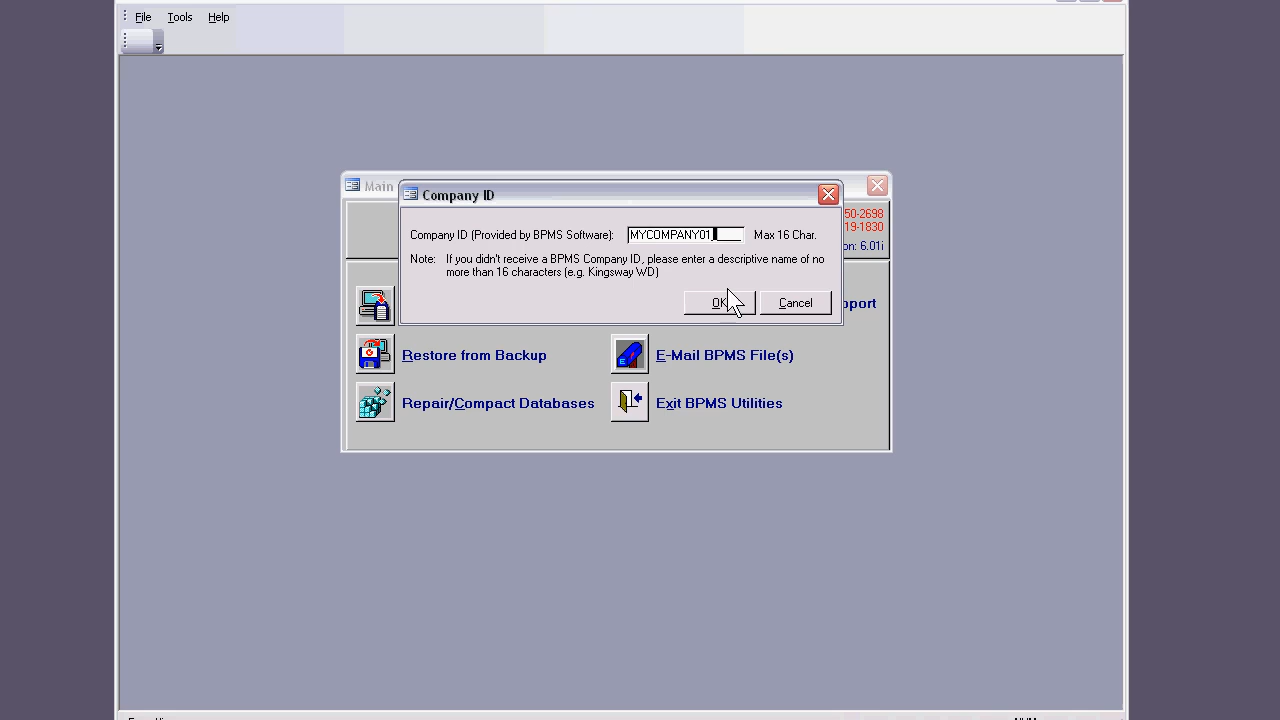 File Tools Help
Main
Company ID
50-2698
19-1830
on: 6.01i
Company ID (Provided by BPMS Software): MYCOMPANY01 Max 16 Char.
Note: If you didn't receive a BPMS Company ID, please enter a descriptive name of no
more than 16 characters (e.g. Kingsway WD)
OK Cancel
pport
Restore from Backup E-Mail BPMS File(s)
Repair/Compact Databases Exit BPMS Utilities